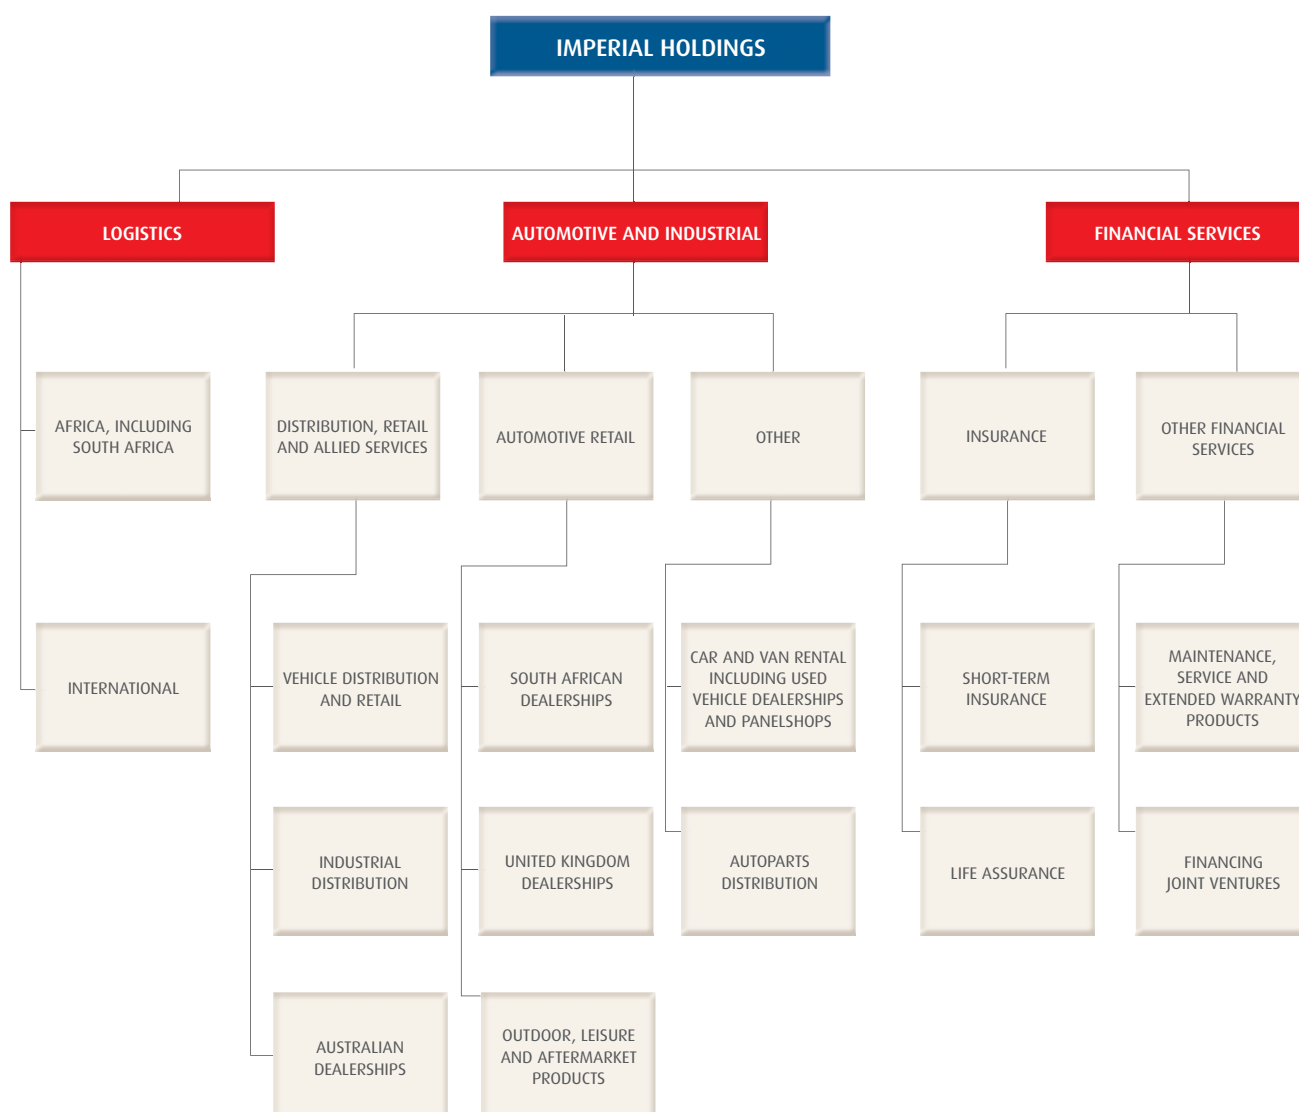 IMPERIAL HOLDINGS
LOGISTICS
AUTOMOTIVE AND INDUSTRIAL
FINANCIAL SERVICES
AFRICA, INCLUDING
SOUTH AFRICA
DISTRIBUTION, RETAIL
AND ALLIED SERVICES
AUTOMOTIVE RETAIL
OTHER
INSURANCE
OTHER FINANCIAL
SERVICES
INTERNATIONAL
VEHICLE DISTRIBUTION
AND RETAIL
SOUTH AFRICAN
DEALERSHIPS
CAR AND VAN RENTAL
INCLUDING USED
VEHICLE DEALERSHIPS
AND PANELSHOPS
SHORT-TERM
INSURANCE
MAINTENANCE,
SERVICE AND
EXTENDED WARRANTY
PRODUCTS
INDUSTRIAL
DISTRIBUTION
UNITED KINGDOM
DEALERSHIPS
AUTOPARTS
DISTRIBUTION
LIFE ASSURANCE
FINANCING
JOINT VENTURES
AUSTRALIAN
DEALERSHIPS
OUTDOOR, LEISURE
AND AFTERMARKET
PRODUCTS